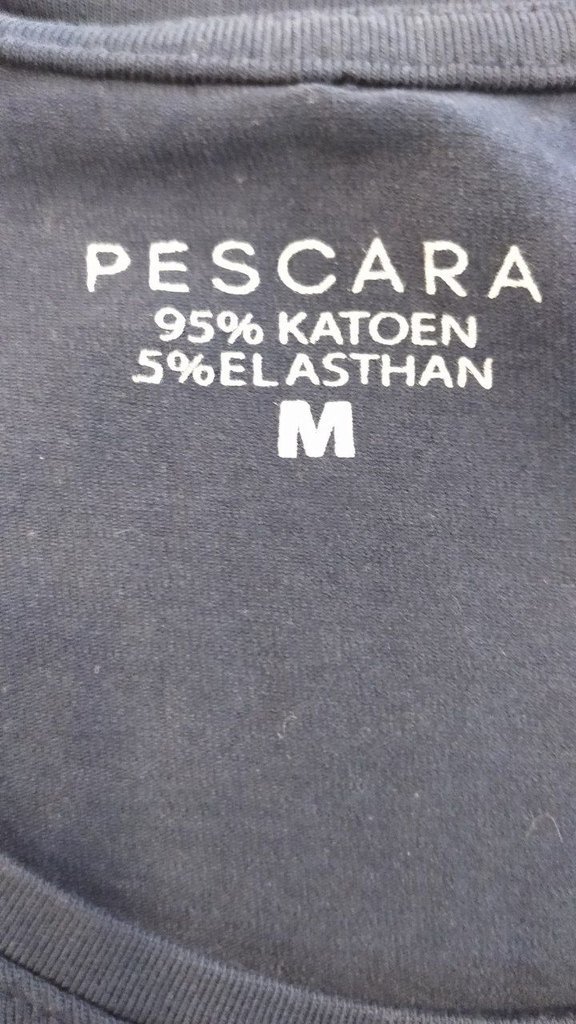 PESCARA
95% KATOEN
5%ELASTHAN
M